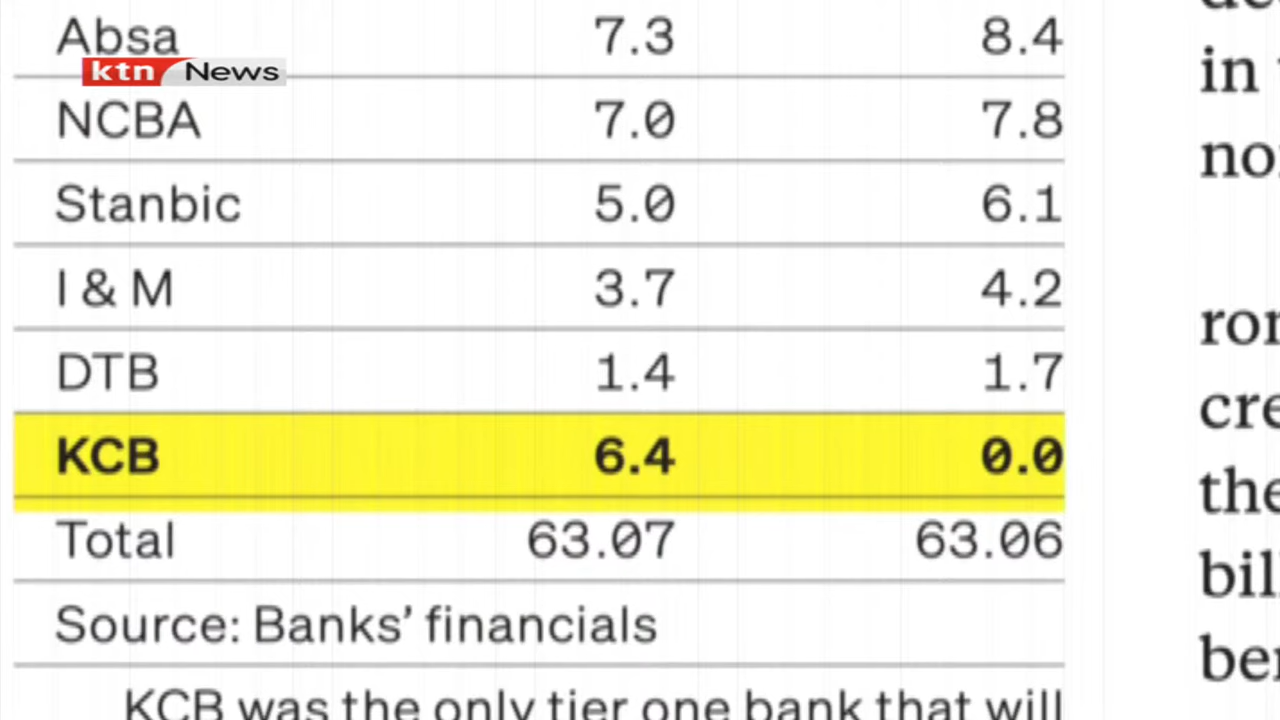 Absa 7.3 8.4
ktn News
NCBA 7.0 7.8
Stanbic 5.0 6.1
I & M 3.7 4.2
DTB 1.4 1.7
KCB 6.4 0.0
Total 63.07 63.06
Source: Banks’ financials
KCB was the only tier one bank that will
in
the